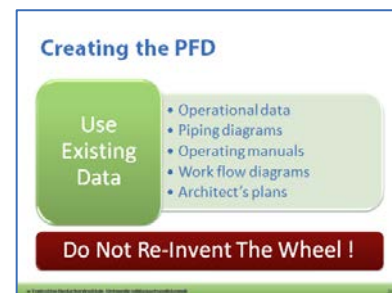 Creating the PFD
Use
Existing
Data
• Operational data
• Piping diagrams
• Operating manuals
• Work flow diagrams
• Architect's plans
Do Not Re-Invent The Wheel !